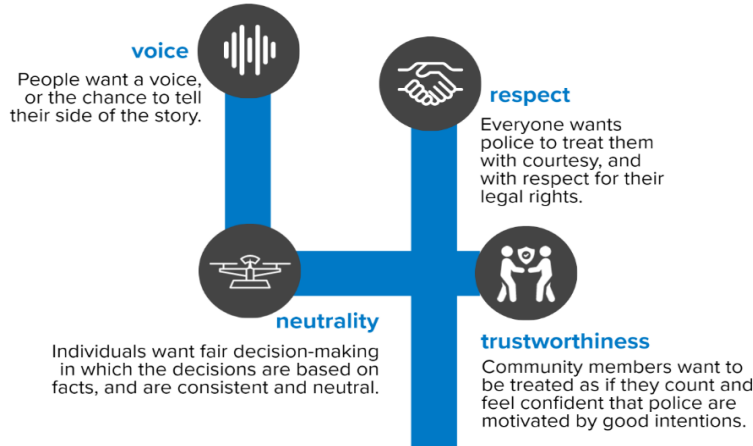 voice
People want a voice,
or the chance to tell
their side of the story.
respect
Everyone wants
police to treat them
with courtesy, and
with respect for their
legal rights.
neutrality
Individuals want fair decision-making
in which the decisions are based on
facts, and are consistent and neutral.
trustworthiness
Community members want to
be treated as if they count and
feel confident that police are
motivated by good intentions.